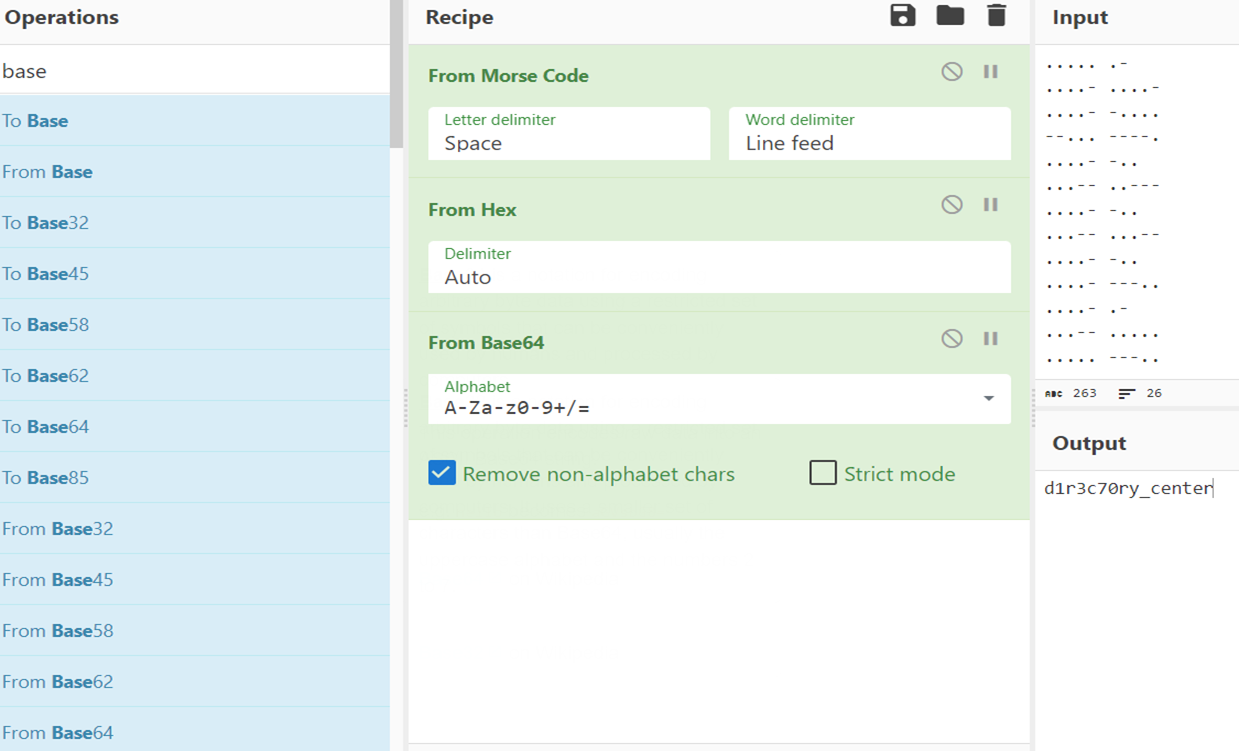 Operations
base
To Base
From Base
To Base32
To Base45
To Base58
To Base62
To Base64
To Base85
From Base32
From Base45
From Base58
From Base62
From Base64
Recipe
From Morse Code
Letter delimiter
Space
Word delimiter
Line feed
From Hex
Delimiter
Auto
From Base64
Alphabet
A-Za-z0-9+/=
Remove non-alphabet chars
Strict mode
Input
..... .-
....- ....-
....- -....
--... ----.
....- -..
...-- ..---
....- -..
...-- ...--
....- -..
....- ---..
....- .-
...-- .....
..... ---..
ABC 263 26
Output
d1r3c70ry_center